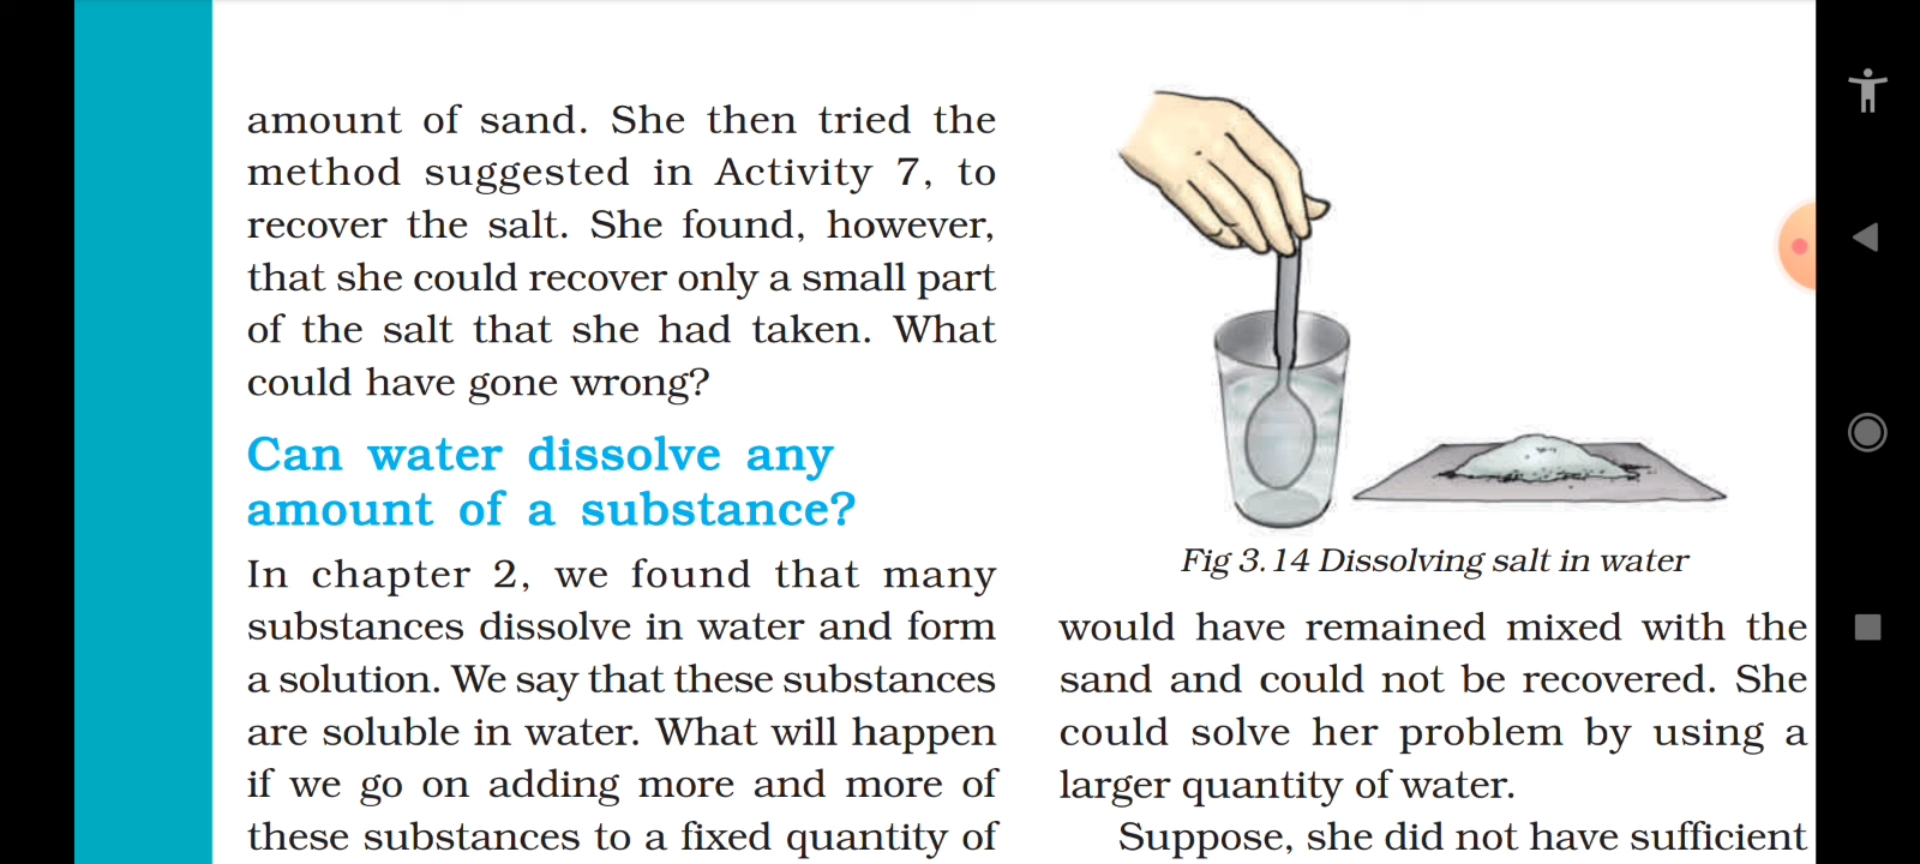 amount of sand. She then tried the
method suggested in Activity 7, to
recover the salt. She found, however,
that she could recover only a small part
of the salt that she had taken. What
could have gone wrong?
Can water dissolve any
amount of a substance?
In chapter 2, we found that many
substances dissolve in water and form
a solution. We say that these substances
are soluble in water. What will happen
if we go on adding more and more of
these substances to a fixed quantity of
Fig 3.14 Dissolving salt in water
would have remained mixed with the
sand and could not be recovered. She
could solve her problem by using a
larger quantity of water.
Suppose, she did not have sufficient